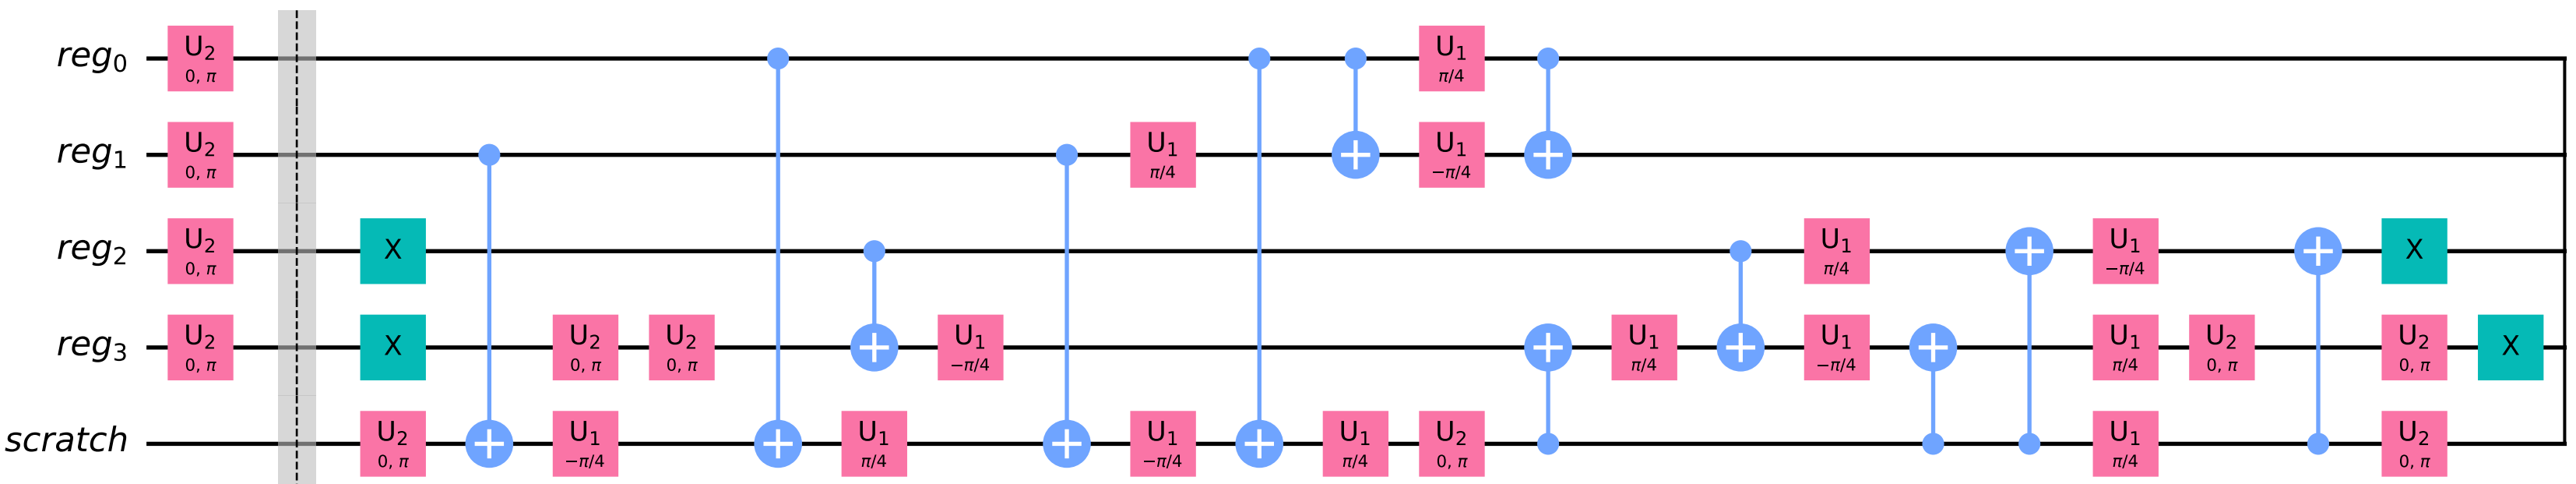 reg₀ U₂ 0, π U₁ π/4
reg₁ U₂ 0, π U₁ π/4 U₁ −π/4
reg₂ U₂ 0, π X U₁ π/4 U₁ −π/4 X
reg₃ U₂ 0, π X U₂ 0, π U₂ 0, π U₁ −π/4 U₁ π/4 U₁ −π/4 U₁ π/4 U₂ 0, π U₂ 0, π X
scratch U₂ 0, π U₁ −π/4 U₁ π/4 U₁ −π/4 U₁ π/4 U₂ 0, π U₁ π/4 U₂ 0, π